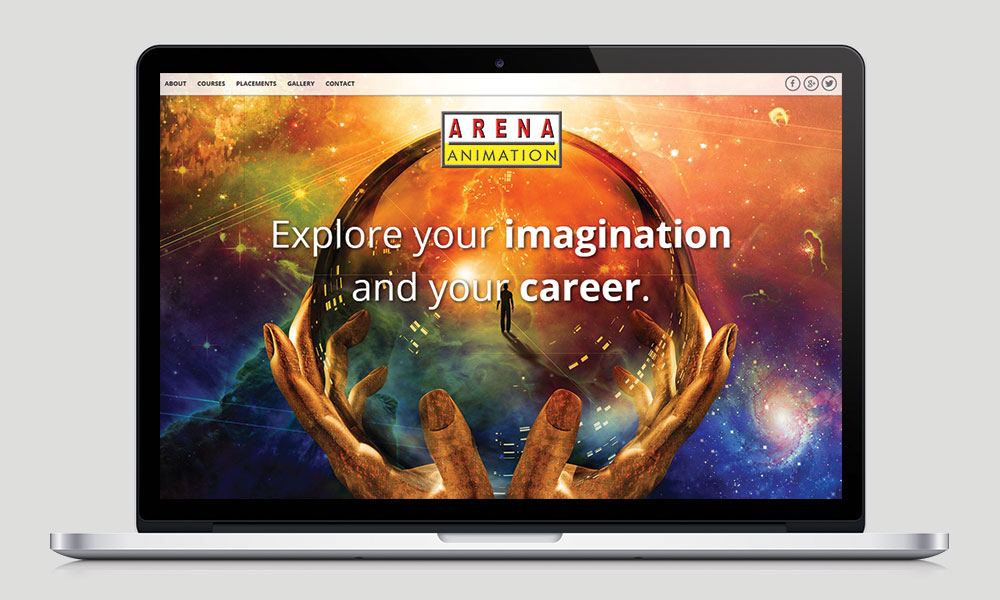 ABOUT COURSES PLACEMENTS GALLERY CONTACT
ARENA
ANIMATION
Explore your imagination
and your career.